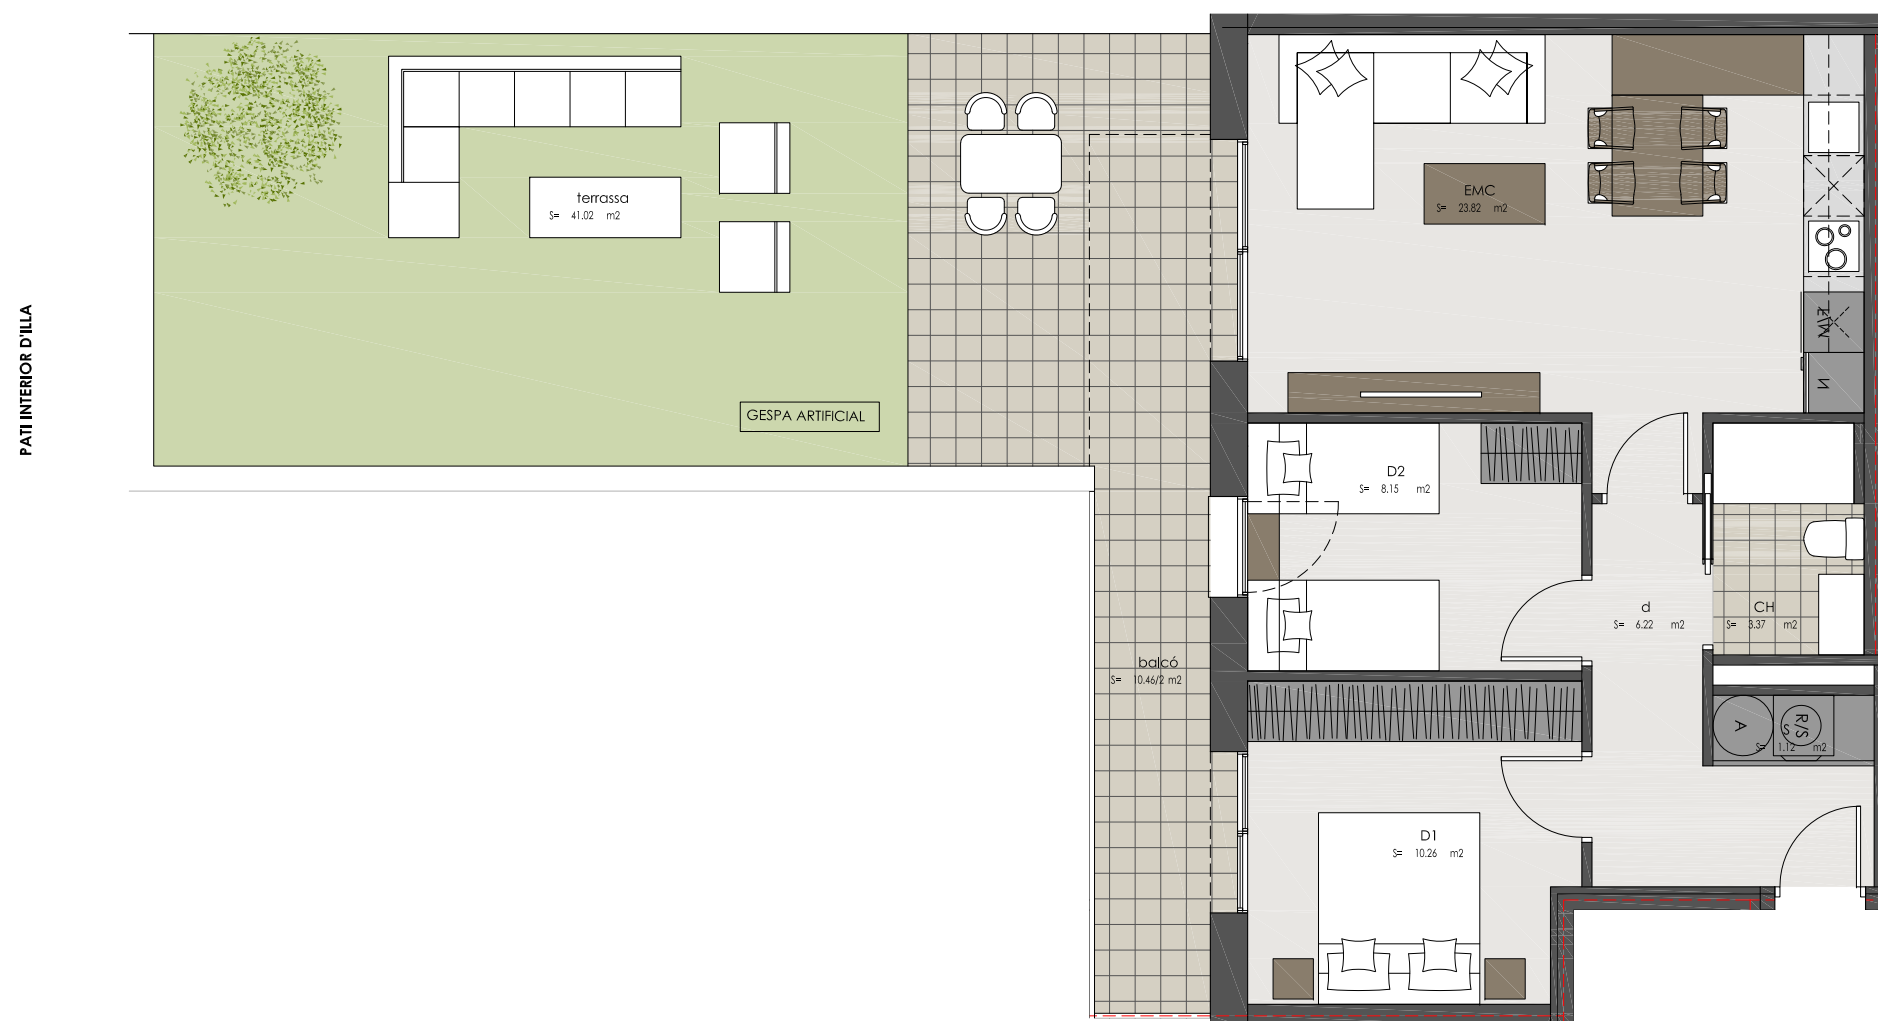 PATI INTERIOR D'ILLA
terrassa
S= 41.02 m2
GESPA ARTIFICIAL
EMC
S= 23.82 m2
E/M
N
D2
S= 8.15 m2
d
S= 6.22 m2
CH
S= 3.37 m2
balcó
S= 10.46/2 m2
A
R/S
S
S= 1.12 m2
D1
S= 10.26 m2